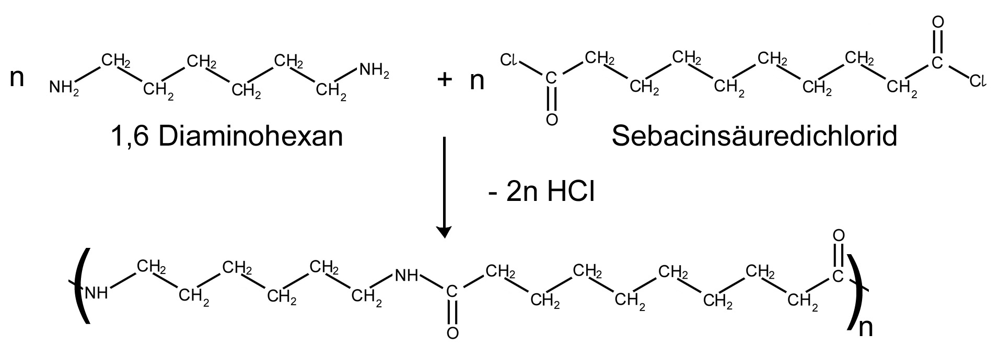 O
n NH₂ CH₂ CH₂ CH₂ CH₂ CH₂ CH₂ NH₂ + n Cl C CH₂ CH₂ CH₂ CH₂ CH₂ CH₂ CH₂ CH₂ C Cl
O
1,6 Diaminohexan Sebacinsäuredichlorid
- 2n HCl
O
( NH CH₂ CH₂ CH₂ CH₂ CH₂ CH₂ NH C CH₂ CH₂ CH₂ CH₂ CH₂ CH₂ CH₂ CH₂ C )n
O